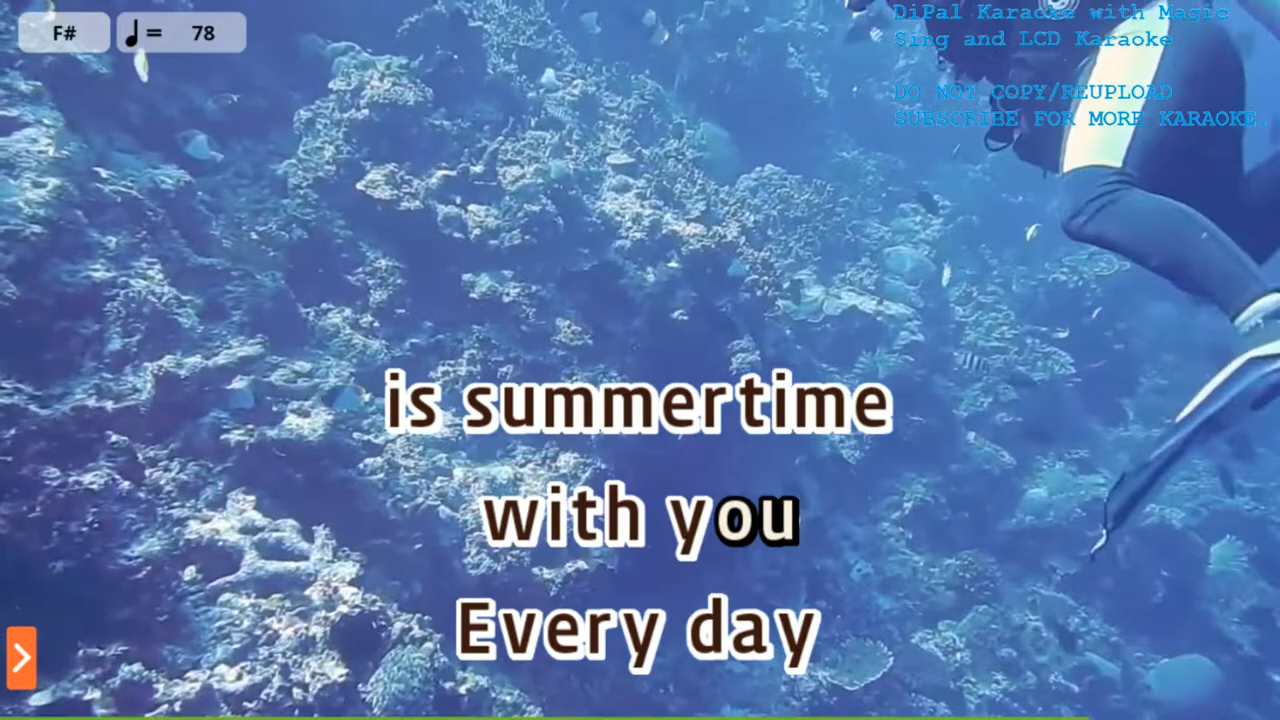 F#
♩= 78
DiPal Karaoke with Magic
Sing and LCD Karaoke
DO NOT COPY/REUPLOAD
SUBSCRIBE FOR MORE KARAOKE.
is summertime
with you
Every day